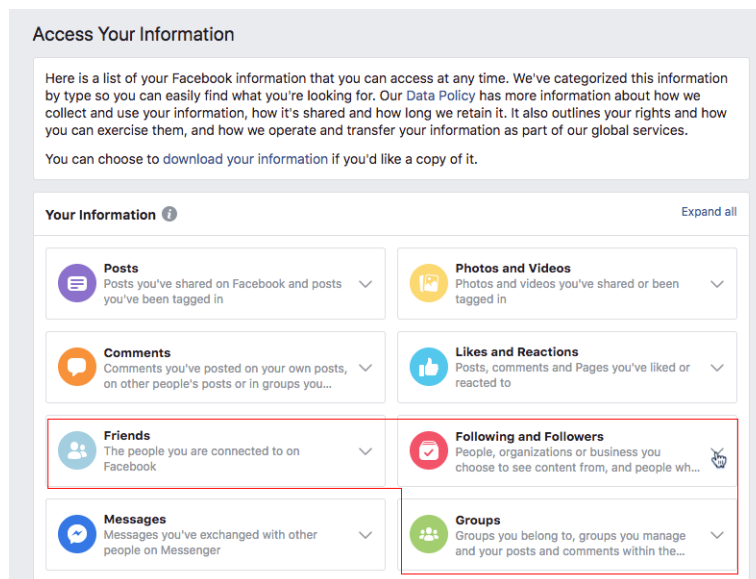 Access Your Information
Here is a list of your Facebook information that you can access at any time. We've categorized this information
by type so you can easily find what you're looking for. Our Data Policy has more information about how we
collect and use your information, how it's shared and how long we retain it. It also outlines your rights and how
you can exercise them, and how we operate and transfer your information as part of our global services.
You can choose to download your information if you'd like a copy of it.
Your Information i
Expand all
Posts
Posts you've shared on Facebook and posts
you've been tagged in
Photos and Videos
Photos and videos you've shared or been
tagged in
Comments
Comments you've posted on your own posts,
on other people's posts or in groups you...
Likes and Reactions
Posts, comments and Pages you've liked or
reacted to
Friends
The people you are connected to on
Facebook
Following and Followers
People, organizations or business you
choose to see content from, and people wh...
Messages
Messages you've exchanged with other
people on Messenger
Groups
Groups you belong to, groups you manage
and your posts and comments within the...